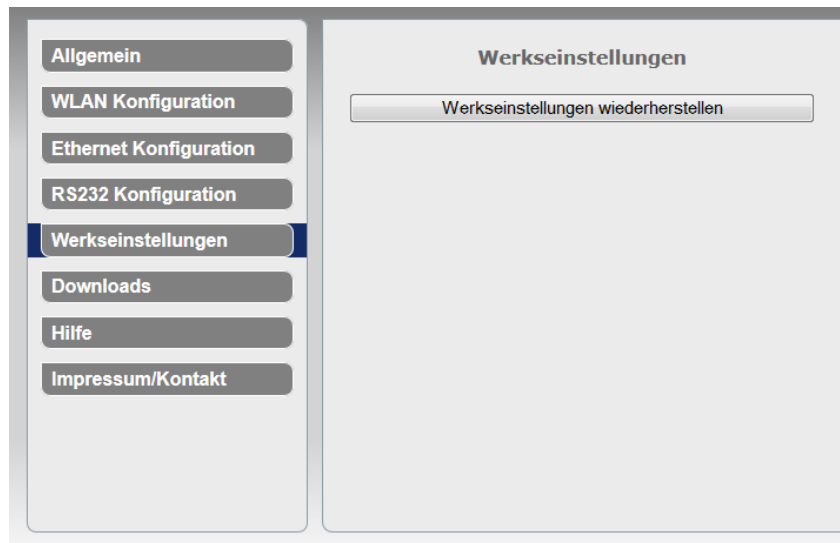 Allgemein
WLAN Konfiguration
Ethernet Konfiguration
RS232 Konfiguration
Werkseinstellungen
Downloads
Hilfe
Impressum/Kontakt
Werkseinstellungen
Werkseinstellungen wiederherstellen